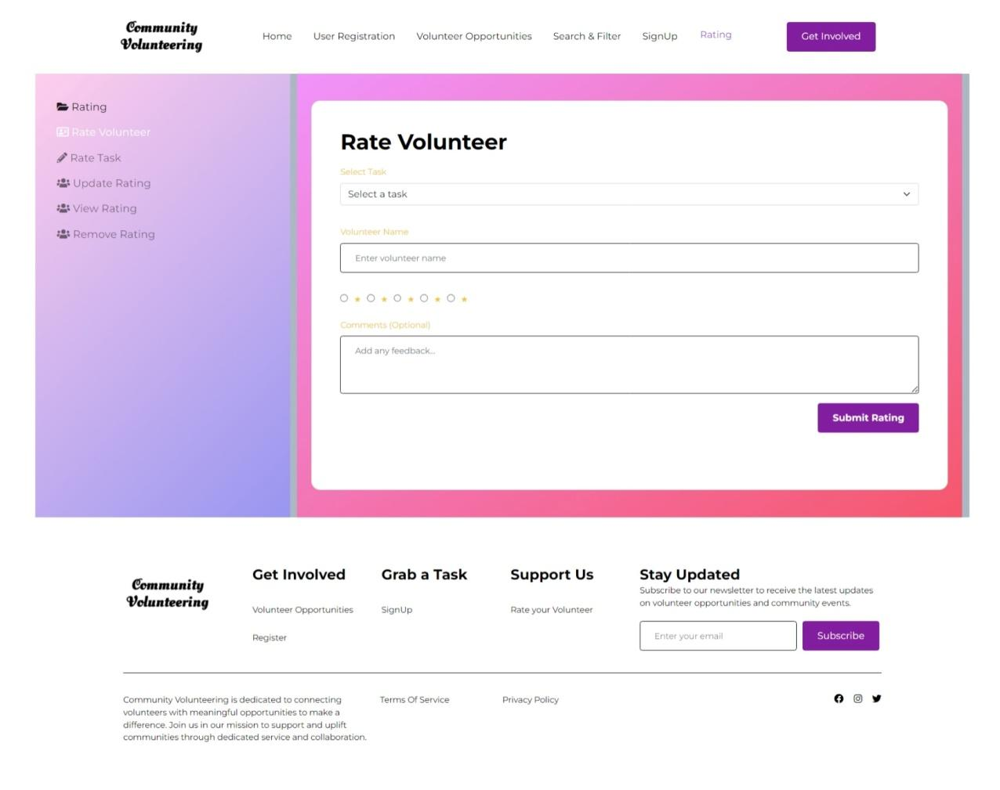 Community
Volunteering
Home
User Registration
Volunteer Opportunities
Search & Filter
SignUp
Rating
Get Involved
Rating
Rate Volunteer
Rate Task
Update Rating
View Rating
Remove Rating
Rate Volunteer
Select Task
Select a task
Volunteer Name
Enter volunteer name
Comments (Optional)
Add any feedback...
Submit Rating
Community
Volunteering
Get Involved
Volunteer Opportunities
Register
Grab a Task
SignUp
Support Us
Rate your Volunteer
Stay Updated
Subscribe to our newsletter to receive the latest updates
on volunteer opportunities and community events.
Enter your email
Subscribe
Community Volunteering is dedicated to connecting
volunteers with meaningful opportunities to make a
difference. Join us in our mission to support and uplift
communities through dedicated service and collaboration.
Terms Of Service
Privacy Policy